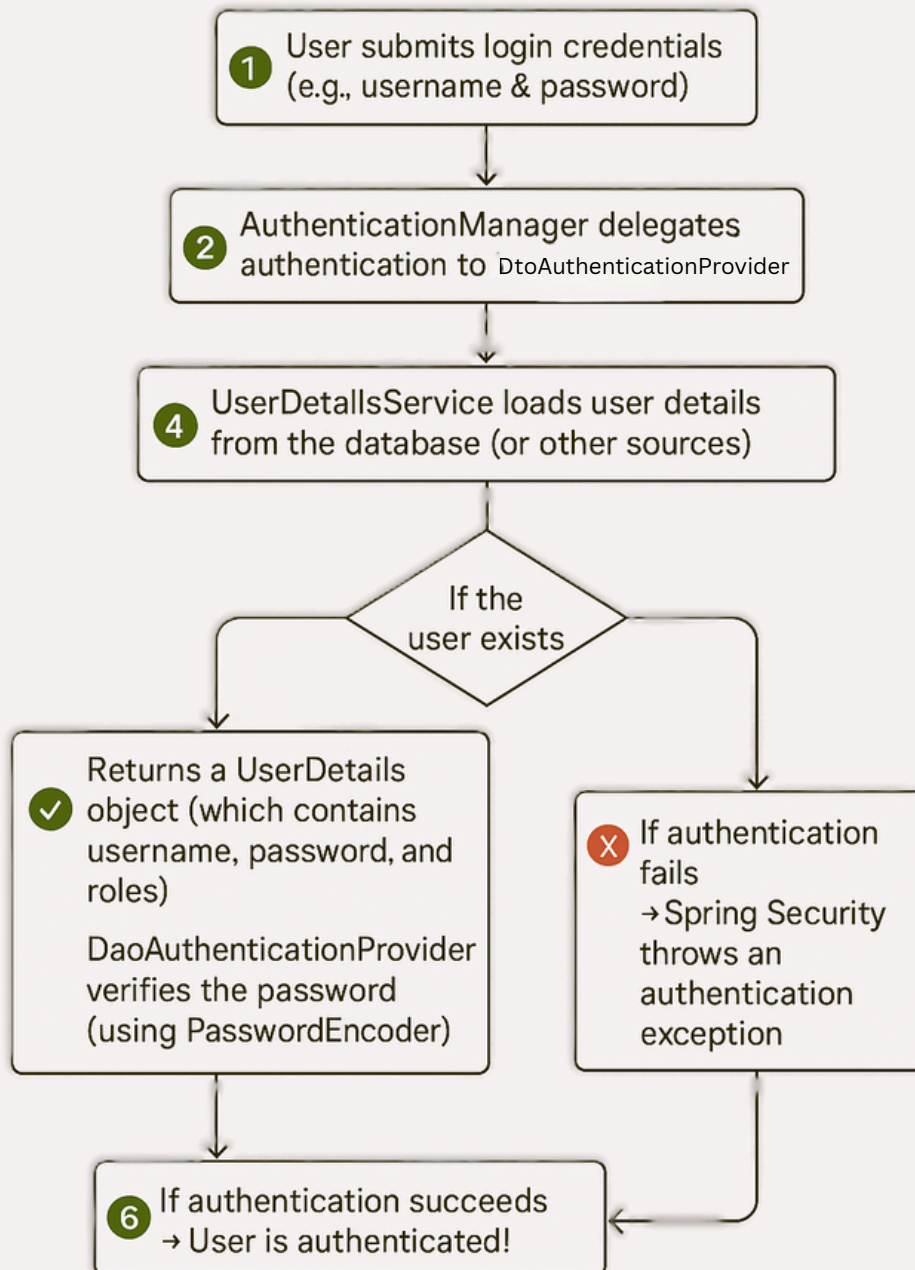 1
User submits login credentials
(e.g., username & password)
2
AuthenticationManager delegates
authentication to DtoAuthenticationProvider
4
UserDetallsService loads user details
from the database (or other sources)
If the
user exists
✓
Returns a UserDetails
object (which contains
username, password, and
roles)
DaoAuthenticationProvider
verifies the password
(using PasswordEncoder)
X
If authentication
fails
→ Spring Security
throws an
authentication
exception
6
If authentication succeeds
→ User is authenticated!